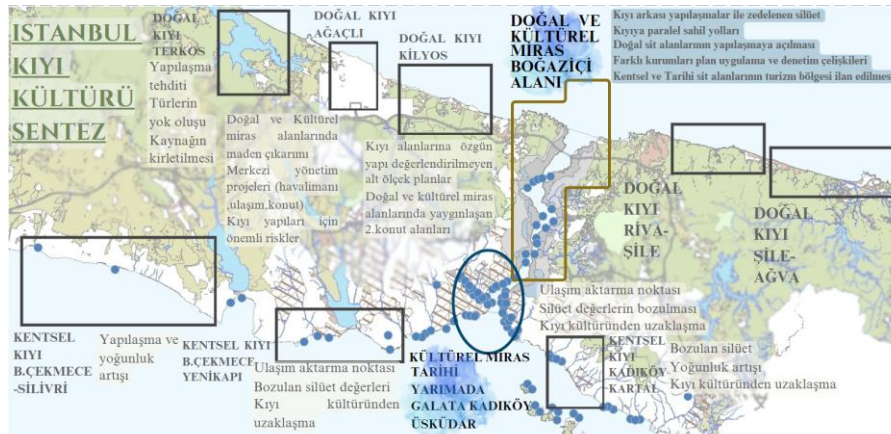 ISTANBUL
KIYI
KÜLTÜRÜ
SENTEZ
DOĞAL
KIYI
TERKOS
Yapılaşma
tehditi
Türlerin
yok oluşu
Kaynağın
kirletilmesi
DOĞAL KIYI
AĞAÇLI
Doğal ve Kültürel
miras alanlarında
maden çıkarımı
Merkezi yönetim
projeleri (havalimanı
,ulaşım,konut)
Kıyı yapıları için
önemli riskler
DOĞAL KIYI
KİLYOS
Kıyı alanlarına özgün
yapı değerlendirilmeyen
alt ölçek planlar
Doğal ve kültürel miras
alanlarında yaygınlaşan
2.konut alanları
DOĞAL VE
KÜLTÜREL
MİRAS
BOĞAZİÇİ
ALANI
Kıyı arkası yapılaşmalar ile zedelenen silüet
Kıyıya paralel sahil yolları
Doğal sit alanlarının yapılaşmaya açılması
Farklı kurumları plan uygulama ve denetim çelişkileri
Kentsel ve Tarihi sit alanlarının turizm bölgesi ilan edilmesi
DOĞAL
KIYI
RİVA-
ŞİLE
DOĞAL
KIYI
ŞİLE-
AĞVA
KENTSEL
KIYI
B.ÇEKMECE
-SİLİVRİ
Yapılaşma ve
yoğunluk
artışı
KENTSEL KIYI
B.ÇEKMECE-
YENİKAPI
Ulaşım aktarma noktası
Bozulan silüet değerleri
Kıyı kültüründen
uzaklaşma
KÜLTÜREL MİRAS
TARİHİ
YARIMADA
GALATA KADIKÖY
ÜSKÜDAR
Ulaşım aktarma noktası
Silüet değerlerin bozulması
Kıyı kültüründen uzaklaşma
KENTSEL
KIYI
KADIKÖY-
KARTAL
Bozulan silüet
Yoğunluk artışı
Kıyı kültüründen uzaklaşma